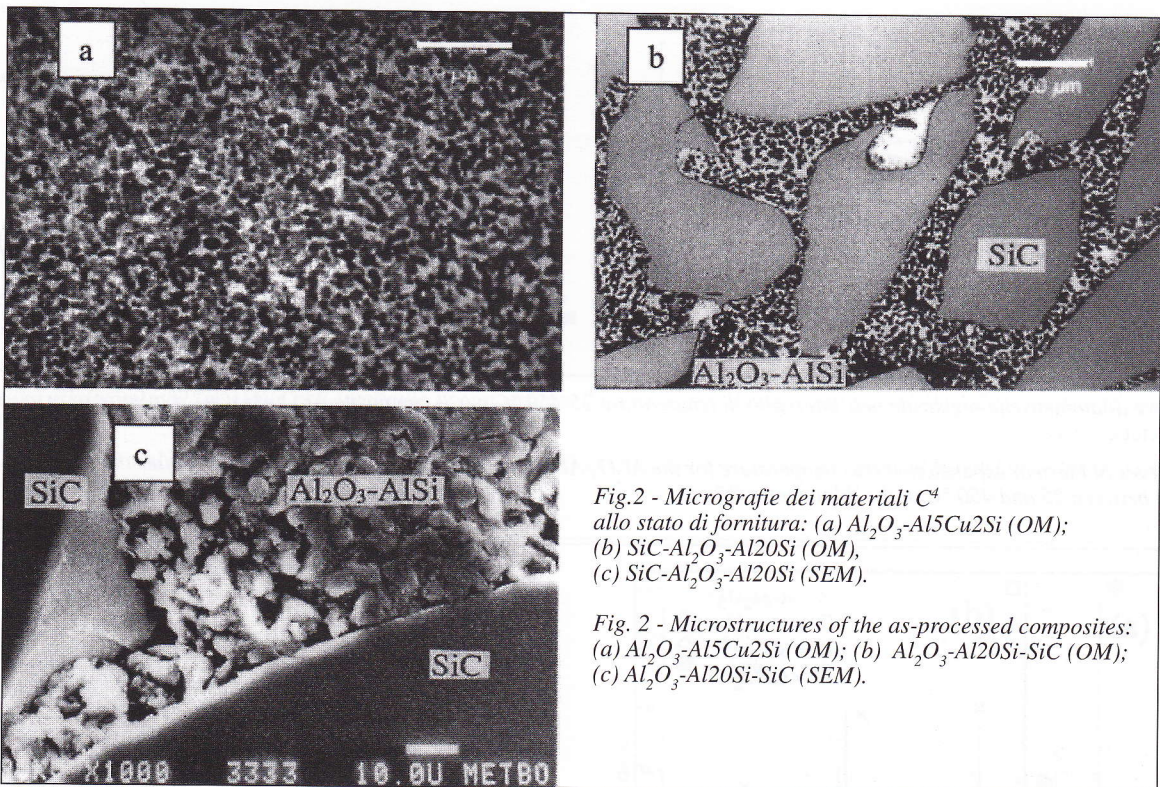 a
b
100 µm
SiC
Al₂O₃-AlSi
c
SiC
Al₂O₃-AlSi
SiC
X1000 3333 10.0U METBO
Fig.2 - Micrografie dei materiali C⁴
allo stato di fornitura: (a) Al₂O₃-Al5Cu2Si (OM);
(b) SiC-Al₂O₃-Al20Si (OM),
(c) SiC-Al₂O₃-Al20Si (SEM).
Fig. 2 - Microstructures of the as-processed composites:
(a) Al₂O₃-Al5Cu2Si (OM); (b) Al₂O₃-Al20Si-SiC (OM);
(c) Al₂O₃-Al20Si-SiC (SEM).